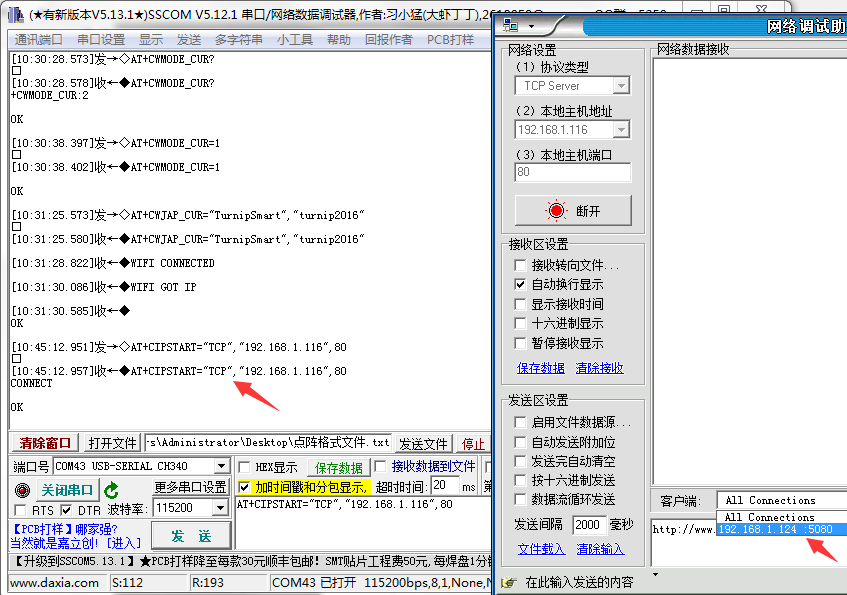 (★有新版本V5.13.1★)SSCOM V5.12.1 串口/网络数据调试器,作者:习小猛(大虾丁丁),
通讯端口 串口设置 显示 发送 多字符串 小工具 帮助 回报作者 PCB打样
[10:30:28.573]发→◇AT+CWMODE_CUR?
□
[10:30:28.578]收←◆AT+CWMODE_CUR?
+CWMODE_CUR:2
OK
[10:30:38.397]发→◇AT+CWMODE_CUR=1
□
[10:30:38.402]收←◆AT+CWMODE_CUR=1
OK
[10:31:25.573]发→◇AT+CWJAP_CUR="TurnipSmart","turnip2016"
□
[10:31:25.580]收←◆AT+CWJAP_CUR="TurnipSmart","turnip2016"
[10:31:28.822]收←◆WIFI CONNECTED
[10:31:30.086]收←◆WIFI GOT IP
[10:31:30.585]收←◆
OK
[10:45:12.951]发→◇AT+CIPSTART="TCP","192.168.1.116",80
□
[10:45:12.957]收←◆AT+CIPSTART="TCP","192.168.1.116",80
CONNECT
OK
清除窗口 打开文件 rs\Administrator\Desktop\点阵格式文件.txt 发送文件 停止
端口号 COM43 USB-SERIAL CH340 HEX显示 保存数据 接收数据到文件
关闭串口 更多串口设置 加时间戳和分包显示, 超时时间: 20 ms 第
RTS DTR 波特率: 115200 AT+CIPSTART="TCP","192.168.1.116",80
【PCB打样】哪家强?
当然就是嘉立创! [进入] 发 送
【升级到SSCOM5.13.1】★PCB打样降至每款30元顺丰包邮! SMT贴片工程费50元,每焊盘1分
www.daxia.com S:112 R:193 COM43 已打开 115200bps,8,1,None,N
网络调试助
网络设置
(1) 协议类型
TCP Server
(2) 本地主机地址
192.168.1.116
(3) 本地主机端口
80
断开
接收区设置
接收转向文件...
自动换行显示
显示接收时间
十六进制显示
暂停接收显示
保存数据 清除接收
发送区设置
启用文件数据源...
自动发送附加位
发送完自动清空
按十六进制发送
数据流循环发送
发送间隔 2000 毫秒
文件载入 清除输入
网络数据接收
客户端: All Connections
All Connections
http://www. 192.168.1.124 :5080
在此输入发送的内容